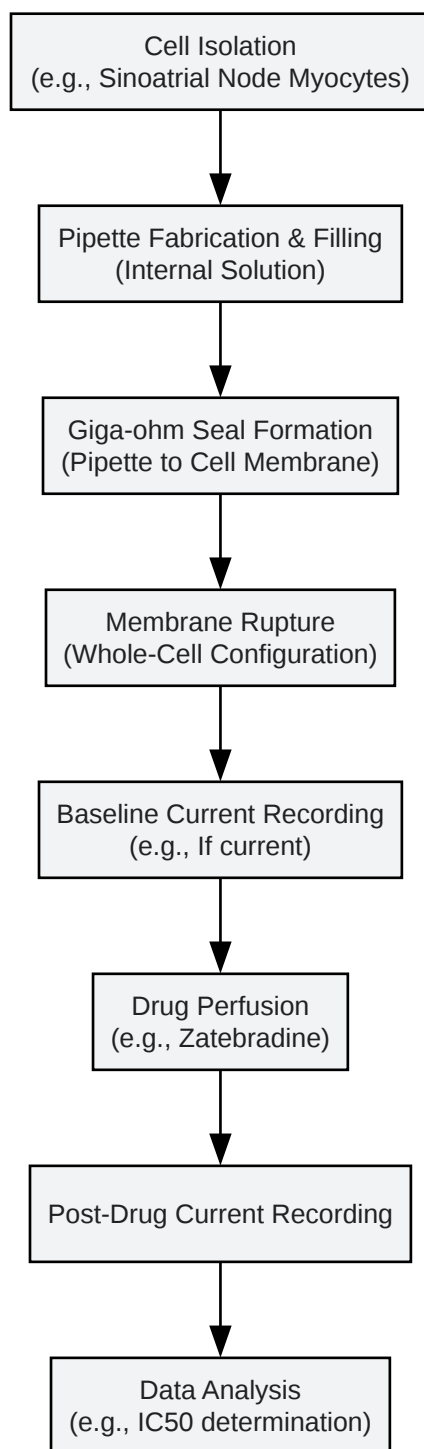 Cell Isolation
(e.g., Sinoatrial Node Myocytes)
Pipette Fabrication & Filling
(Internal Solution)
Giga-ohm Seal Formation
(Pipette to Cell Membrane)
Membrane Rupture
(Whole-Cell Configuration)
Baseline Current Recording
(e.g., If current)
Drug Perfusion
(e.g., Zatebradine)
Post-Drug Current Recording
Data Analysis
(e.g., IC50 determination)